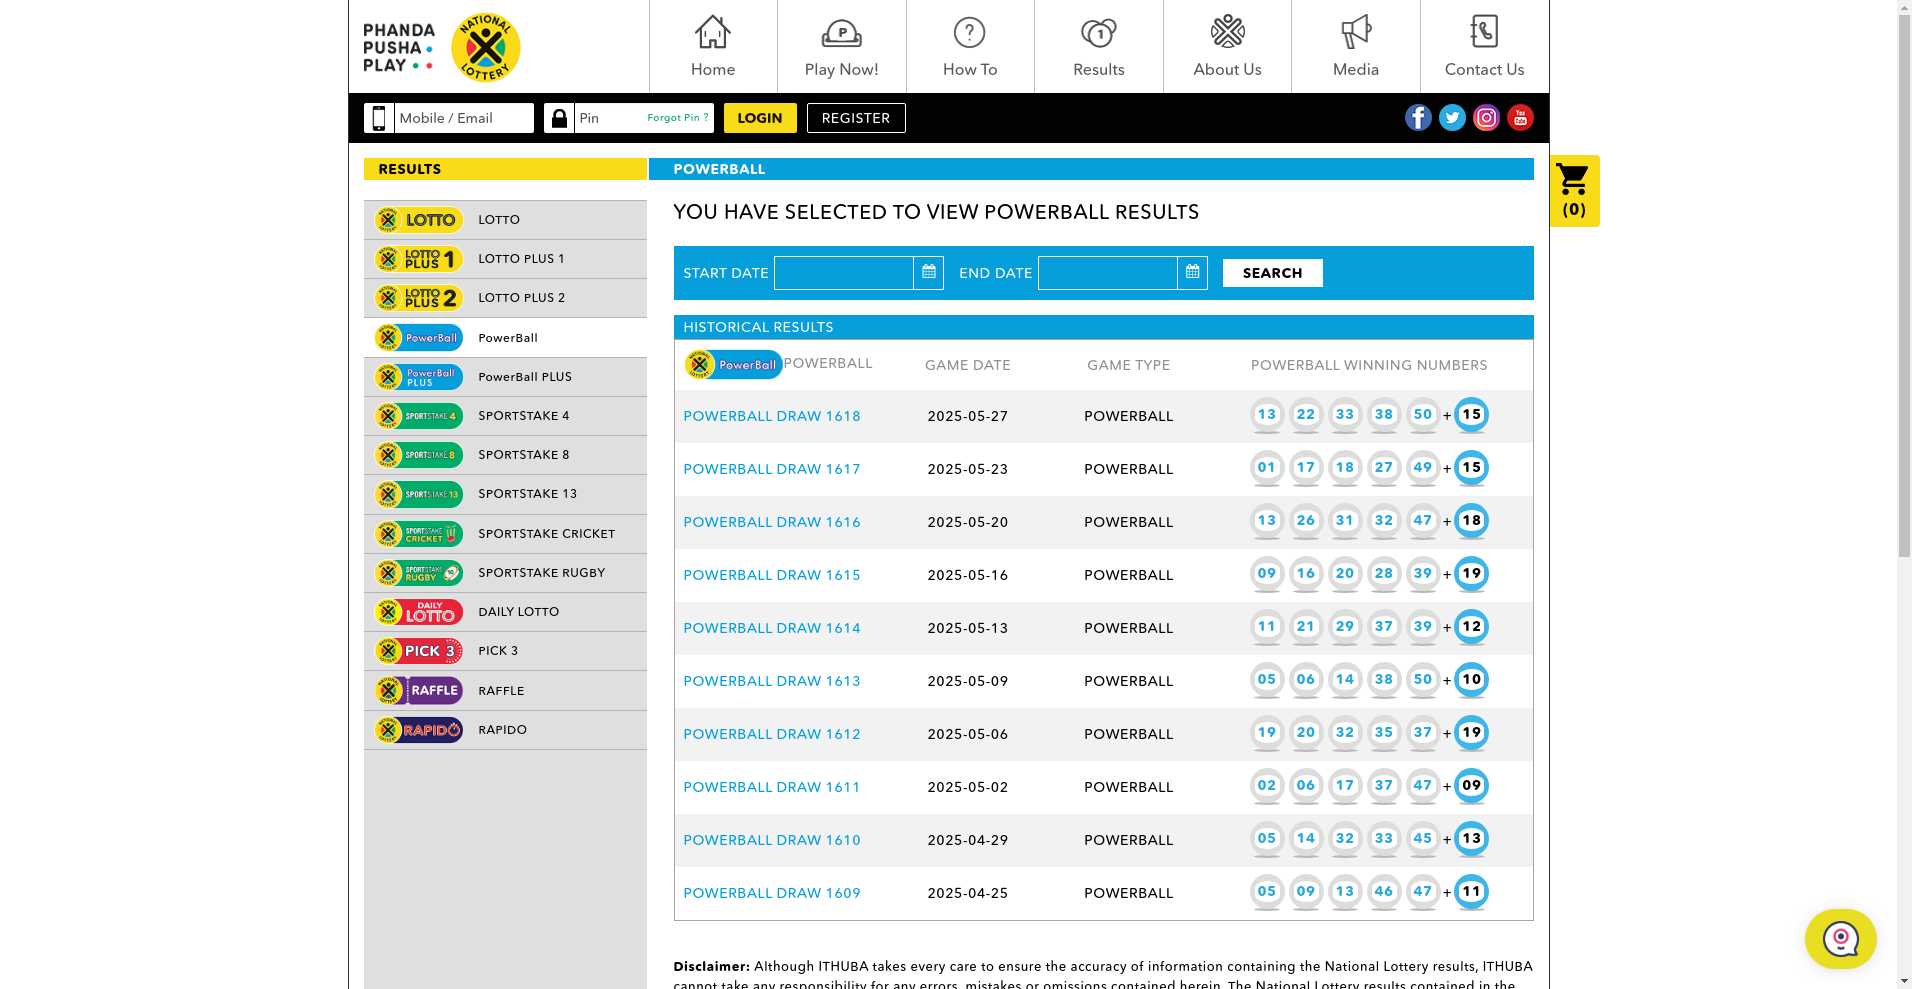 PHANDA
PUSHA
PLAY
NATIONAL
LOTTERY
Home
Play Now!
How To
Results
About Us
Media
Contact Us
Mobile / Email
Pin
Forgot Pin ?
LOGIN
REGISTER
RESULTS
POWERBALL
(0)
YOU HAVE SELECTED TO VIEW POWERBALL RESULTS
START DATE
END DATE
SEARCH
LOTTO LOTTO
LOTTO PLUS 1 LOTTO PLUS 1
LOTTO PLUS 2 LOTTO PLUS 2
PowerBall PowerBall
PowerBall PLUS PowerBall PLUS
SPORTSTAKE 4 SPORTSTAKE 4
SPORTSTAKE 8 SPORTSTAKE 8
SPORTSTAKE 13 SPORTSTAKE 13
SPORTSTAKE CRICKET SPORTSTAKE CRICKET
SPORTSTAKE RUGBY SPORTSTAKE RUGBY
DAILY LOTTO DAILY LOTTO
PICK 3 PICK 3
RAFFLE RAFFLE
RAPIDO RAPIDO
HISTORICAL RESULTS
PowerBall POWERBALL GAME DATE GAME TYPE POWERBALL WINNING NUMBERS
POWERBALL DRAW 1618 2025-05-27 POWERBALL 13 22 33 38 50 + 15
POWERBALL DRAW 1617 2025-05-23 POWERBALL 01 17 18 27 49 + 15
POWERBALL DRAW 1616 2025-05-20 POWERBALL 13 26 31 32 47 + 18
POWERBALL DRAW 1615 2025-05-16 POWERBALL 09 16 20 28 39 + 19
POWERBALL DRAW 1614 2025-05-13 POWERBALL 11 21 29 37 39 + 12
POWERBALL DRAW 1613 2025-05-09 POWERBALL 05 06 14 38 50 + 10
POWERBALL DRAW 1612 2025-05-06 POWERBALL 19 20 32 35 37 + 19
POWERBALL DRAW 1611 2025-05-02 POWERBALL 02 06 17 37 47 + 09
POWERBALL DRAW 1610 2025-04-29 POWERBALL 05 14 32 33 45 + 13
POWERBALL DRAW 1609 2025-04-25 POWERBALL 05 09 13 46 47 + 11
Disclaimer: Although ITHUBA takes every care to ensure the accuracy of information containing the National Lottery results, ITHUBA
cannot take any responsibility for any errors, mistakes or omissions contained herein. The National Lottery results contained in the